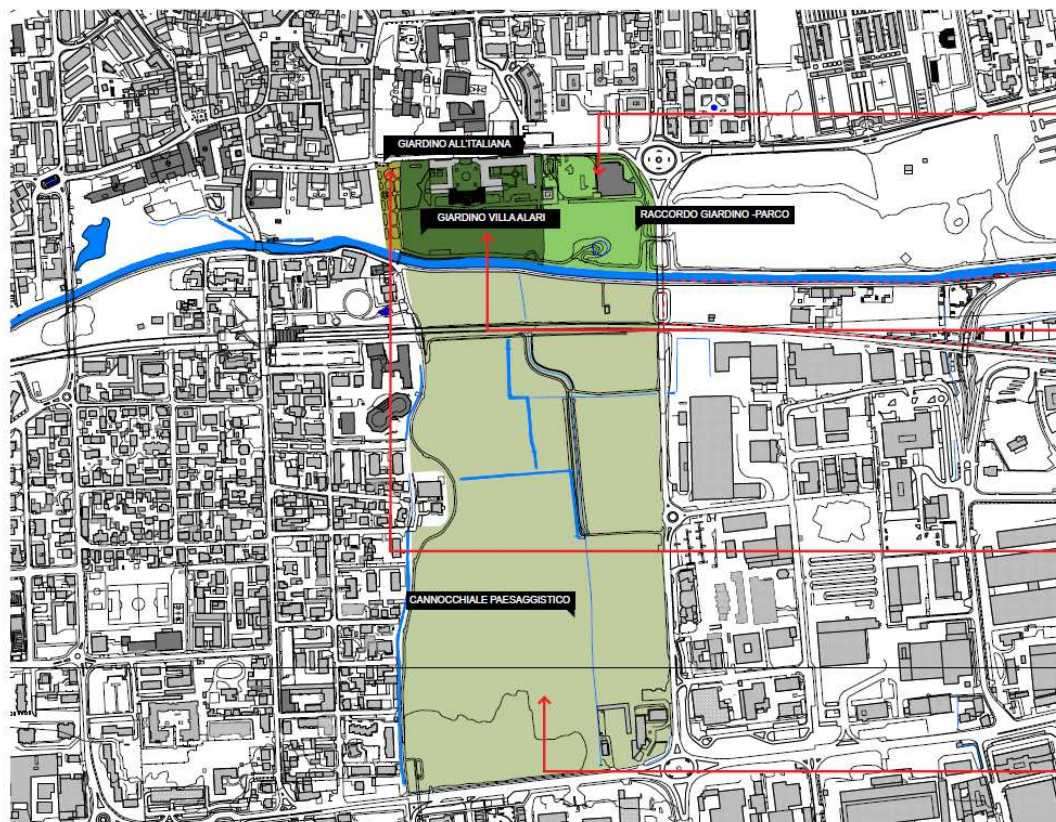 GIARDINO ALL'ITALIANA
GIARDINO VILLA ALARI
RACCORDO GIARDINO -PARCO
CANNOCCHIALE PAESAGGISTICO